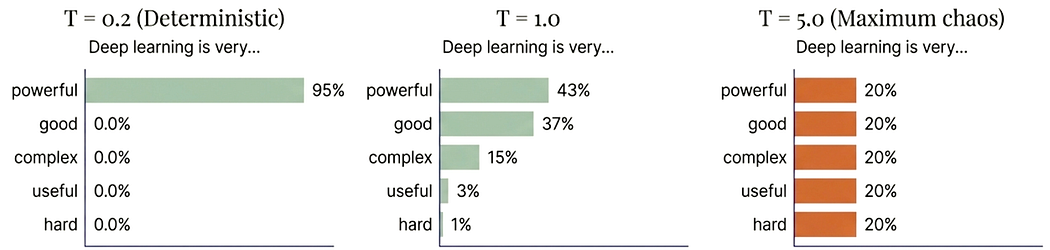 T = 0.2 (Deterministic)
Deep learning is very...
powerful 95%
good 0.0%
complex 0.0%
useful 0.0%
hard 0.0%
T = 1.0
Deep learning is very...
powerful 43%
good 37%
complex 15%
useful 3%
hard 1%
T = 5.0 (Maximum chaos)
Deep learning is very...
powerful 20%
good 20%
complex 20%
useful 20%
hard 20%